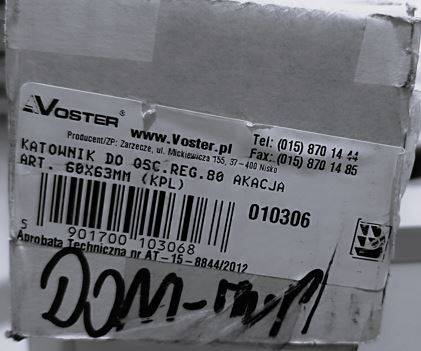 VOSTER®
www.Voster.pl
Tel: (015) 870 14 44
Producent/ZP: Zarzecze, ul. Mickiewicza 155, 37-400 Nisko
Fax: (015) 870 14 85
KATOWNIK DO OSC.REG.80 AKACJA
ART. 60X63MM (KPL)
010306
5 901700 103068
Aprobata Techniczna nr AT-15-8844/2012
DOM-